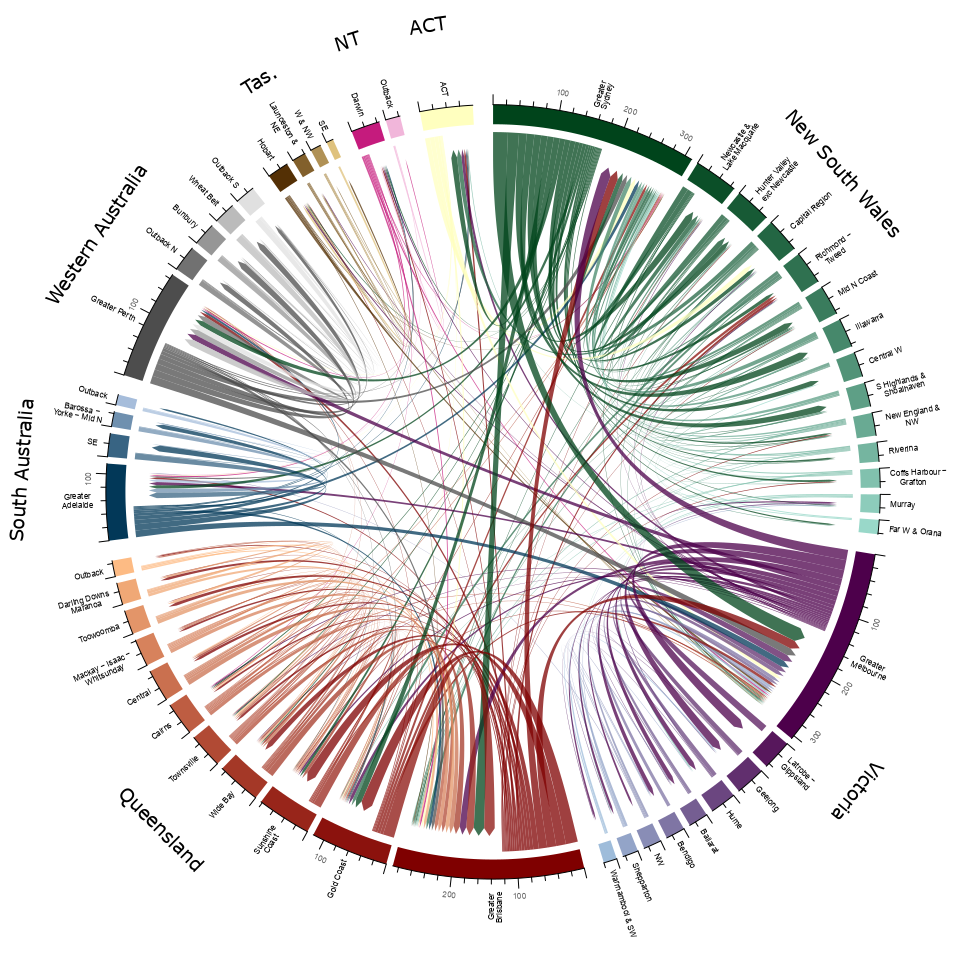 ACT
NT
Tas.
New South Wales
Victoria
Queensland
South Australia
Western Australia
ACT
100
Greater
Sydney
200
300
Newcastle &
Lake Macquarie
Hunter Valley
exc Newcastle
Capital Region
Richmond –
Tweed
Mid N Coast
Illawarra
Central W
S Highlands &
Shoalhaven
New England &
NW
Riverina
Coffs Harbour –
Grafton
Murray
Far W & Orana
100
Greater
Melbourne
200
300
Latrobe –
Gippsland
Geelong
Hume
Ballarat
Bendigo
NW
Shepparton
Warrnambool & SW
100
Greater
Brisbane
200
Gold Coast
100
Sunshine
Coast
Wide Bay
Townsville
Cairns
Central
Mackay – Isaac –
Whitsunday
Toowoomba
Darling Downs
Maranoa
Outback
Greater
Adelaide
100
SE
Barossa –
Yorke – Mid N
Outback
Greater Perth
100
Outback N
Bunbury
Wheat Belt
Outback S
Hobart
Launceston &
NE
W & NW
SE
Darwin
Outback